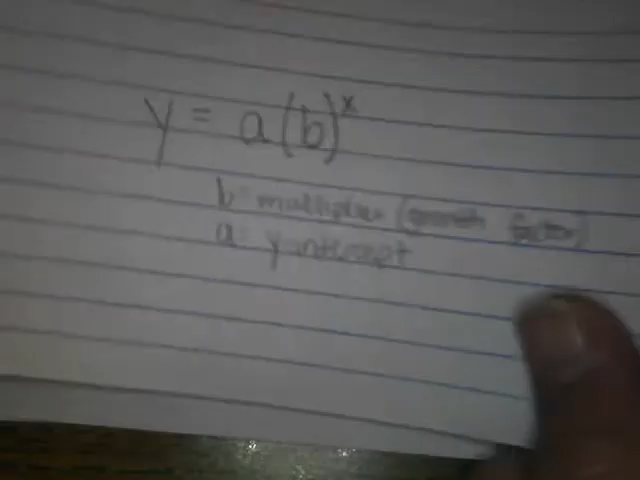 y = a(b)^x
b = multiplier (growth factor)
a = y-intercept